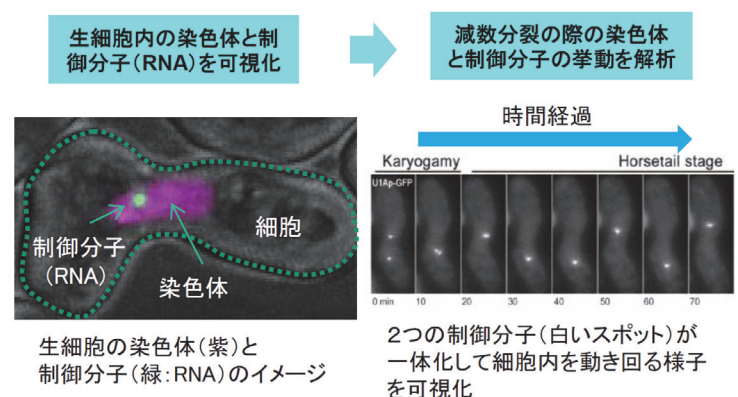 生細胞内の染色体と制
御分子(RNA)を可視化
減数分裂の際の染色体
と制御分子の挙動を解析
制御分子
(RNA)
染色体
細胞
生細胞の染色体(紫)と
制御分子(緑:RNA)のイメージ
時間経過
Karyogamy
Horsetail stage
U1Ap-GFP
0 min 10 20 30 40 50 60 70
2つの制御分子(白いスポット)が
一体化して細胞内を動き回る様子
を可視化